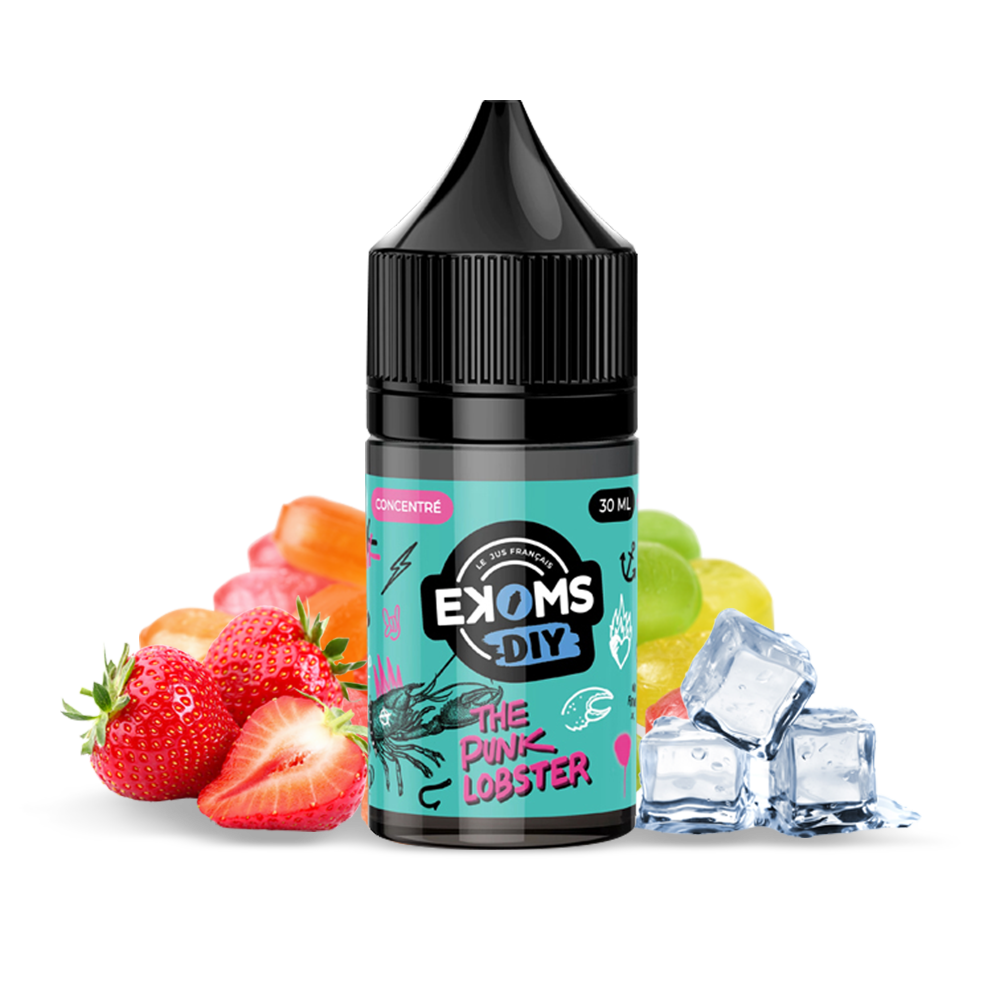 CONCENTRÉ
30 ML
LE JUS FRANÇAIS
EKOMS
DIY
THE
PUNK
LOBSTER